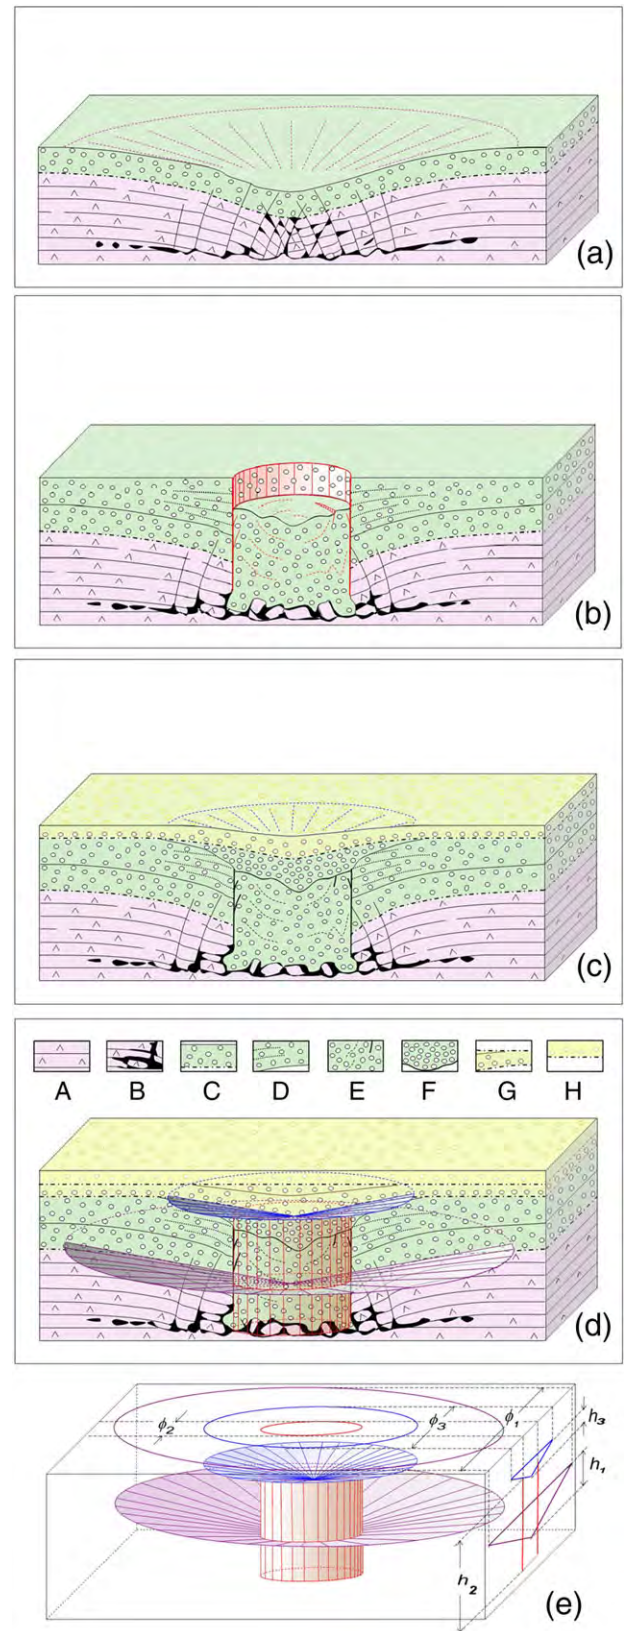 (a)
(b)
(c)
A B C D E F G H
(d)
ϕ₂ ϕ₃ ϕ₁ h₃
h₁
h₂
(e)